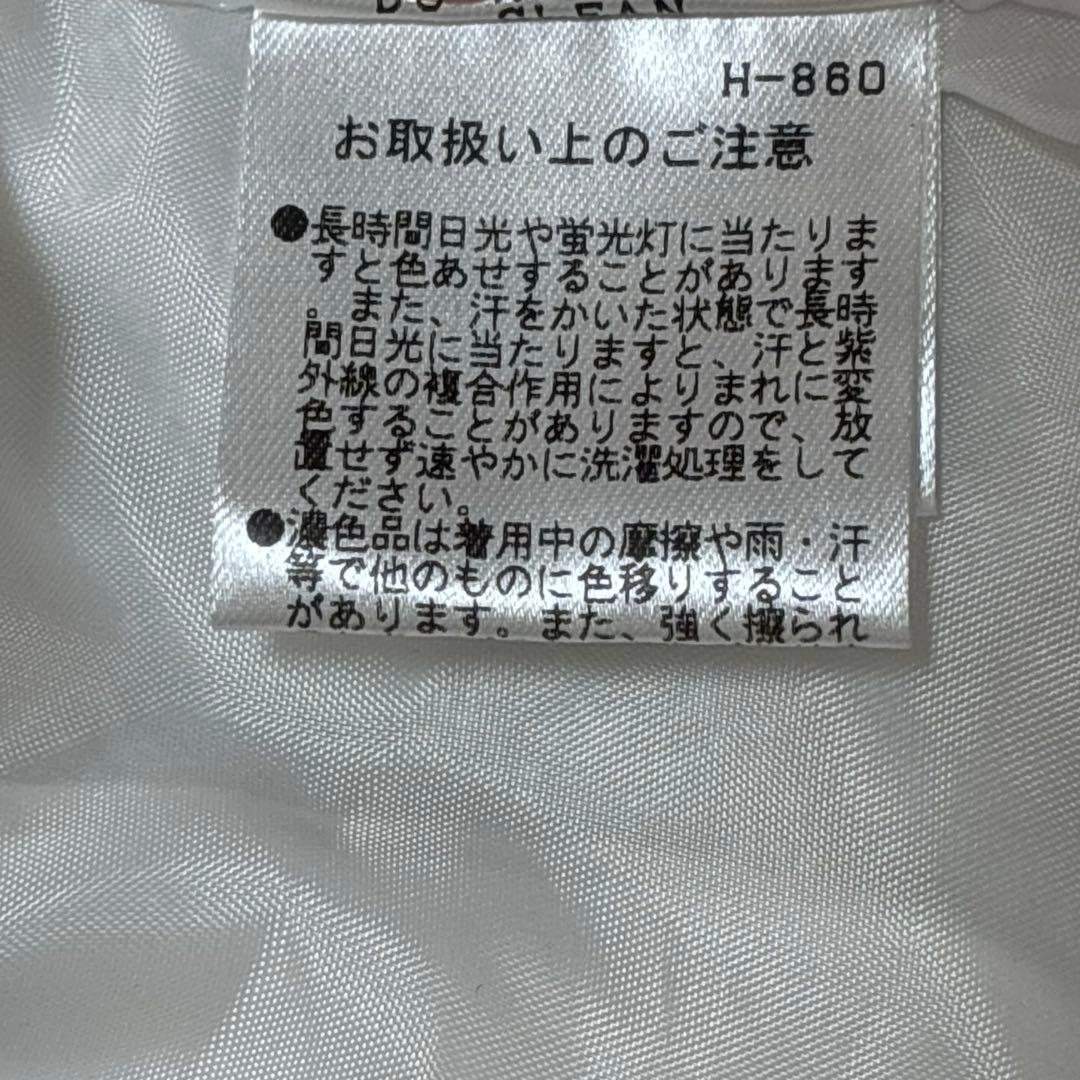 CLEAN
H-860
お取扱い上のご注意
●長時間日光や蛍光灯に当たりま
すと色あせすることがあります
。また、汗をかいた状態で長時
間日光に当たりますと、汗と紫
外線の複合作用によりまれに変
色することがありますので、放
置せず速やかに洗濯処理をして
ください。
●濃色品は着用中の摩擦や雨・汗
等で他のものに色移りすること
があります。また、強く擦られ